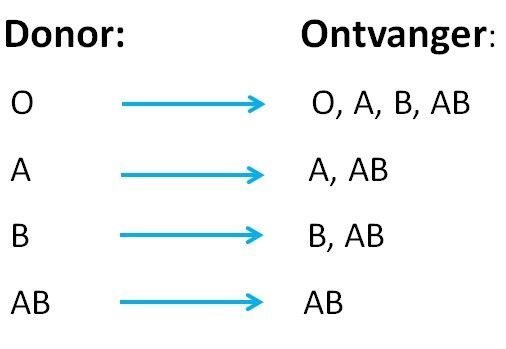 Donor: Ontvanger:
O O, A, B, AB
A A, AB
B B, AB
AB AB